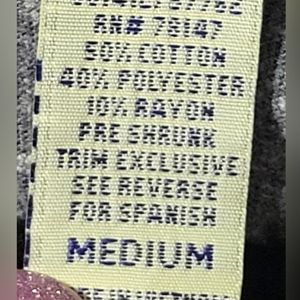 RN# 78147
50% COTTON
40% POLYESTER
10% RAYON
PRE SHRUNK
TRIM EXCLUSIVE
SEE REVERSE
FOR SPANISH
MEDIUM